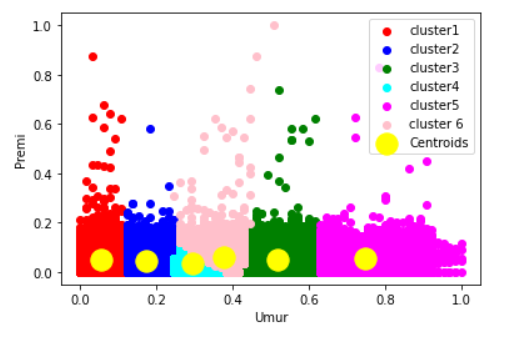 1.0
0.8
0.6
0.4
0.2
0.0
Premi
0.0 0.2 0.4 0.6 0.8 1.0
Umur
cluster1
cluster2
cluster3
cluster4
cluster5
cluster 6
Centroids